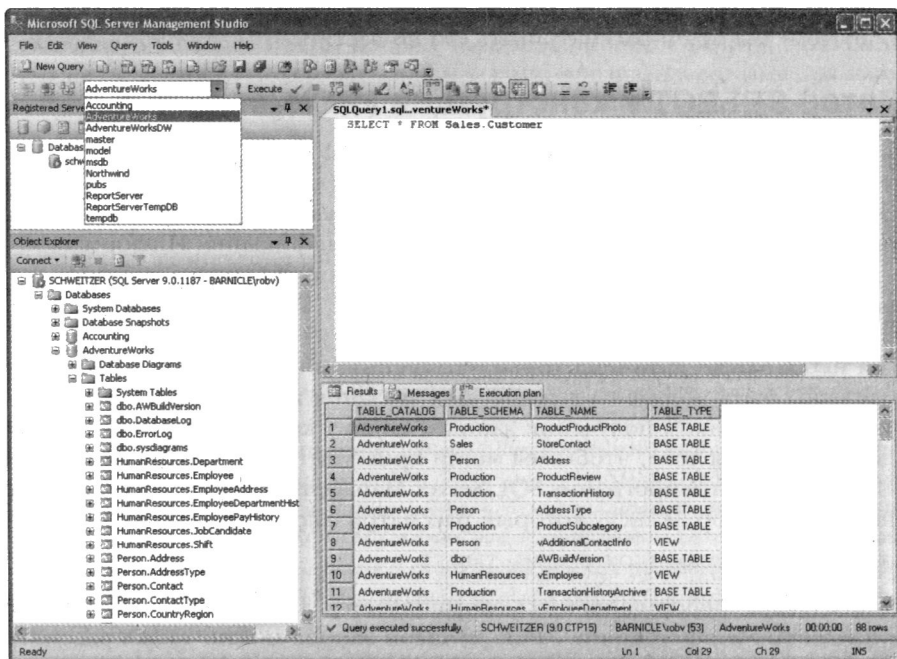 Microsoft SQL Server Management Studio
File Edit View Query Tools Window Help
New Query
AdventureWorks
Execute
Registered Serve
Accounting
AdventureWorks
AdventureWorksDW
master
model
msdb
Northwind
pubs
ReportServer
ReportServerTempDB
tempdb
Databas
schw
Object Explorer
Connect
SCHWEITZER (SQL Server 9.0.1187 - BARNICLE\robv)
Databases
System Databases
Database Snapshots
Accounting
AdventureWorks
Database Diagrams
Tables
System Tables
dbo.AWBuildVersion
dbo.DatabaseLog
dbo.ErrorLog
dbo.sysdiagrams
HumanResources.Department
HumanResources.Employee
HumanResources.EmployeeAddress
HumanResources.EmployeeDepartmentHist
HumanResources.EmployeePayHistory
HumanResources.JobCandidate
HumanResources.Shift
Person.Address
Person.AddressType
Person.Contact
Person.ContactType
Person.CountryRegion
SQLQuery1.sql...ventureWorks*
SELECT * FROM Sales.Customer
Results Messages Execution plan
TABLE_CATALOG TABLE_SCHEMA TABLE_NAME TABLE_TYPE
1 AdventureWorks Production ProductProductPhoto BASE TABLE
2 AdventureWorks Sales StoreContact BASE TABLE
3 AdventureWorks Person Address BASE TABLE
4 AdventureWorks Production ProductReview BASE TABLE
5 AdventureWorks Production TransactionHistory BASE TABLE
6 AdventureWorks Person AddressType BASE TABLE
7 AdventureWorks Production ProductSubcategory BASE TABLE
8 AdventureWorks Person vAdditionalContactInfo VIEW
9 AdventureWorks dbo AWBuildVersion BASE TABLE
10 AdventureWorks HumanResources vEmployee VIEW
11 AdventureWorks Production TransactionHistoryArchive BASE TABLE
12 AdventureWorks HumanResources vEmployeeDepartment VIEW
Query executed successfully. SCHWEITZER (9.0 CTP15) BARNICLE\robv (53) AdventureWorks 00:00:00 88 rows
Ready Ln 1 Col 29 Ch 29 INS